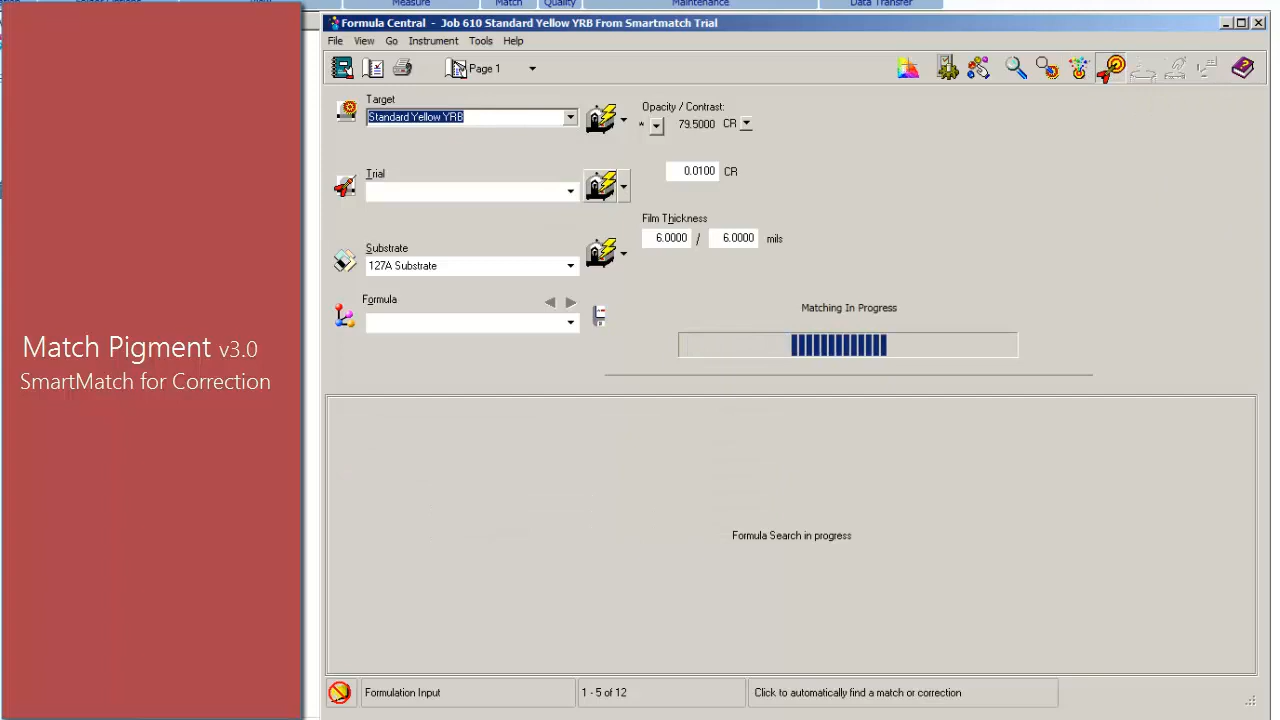 Measure Match Quality Maintenance Data Transfer
Formula Central - Job 610 Standard Yellow YRB From Smartmatch Trial
File View Go Instrument Tools Help
Page 1
Target
Standard Yellow YRB
Opacity / Contrast:
* 79.5000 CR
Trial
0.0100 CR
Film Thickness
6.0000 / 6.0000 mils
Substrate
127A Substrate
Formula
Matching In Progress
Match Pigment v3.0
SmartMatch for Correction
Formula Search in progress
Formulation Input
1 - 5 of 12
Click to automatically find a match or correction